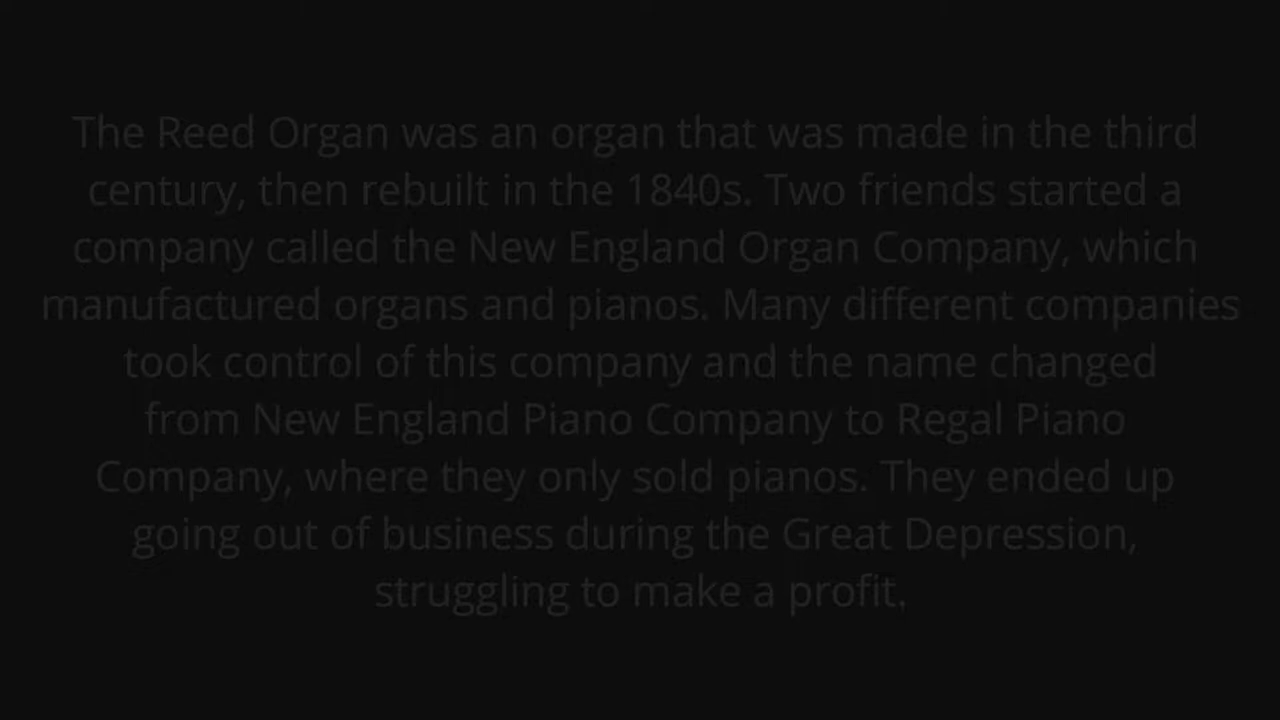 The Reed Organ was an organ that was made in the third
century, then rebuilt in the 1840s. Two friends started a
company called the New England Organ Company, which
manufactured organs and pianos. Many different companies
took control of this company and the name changed
from New England Piano Company to Regal Piano
Company, where they only sold pianos. They ended up
going out of business during the Great Depression,
struggling to make a profit.